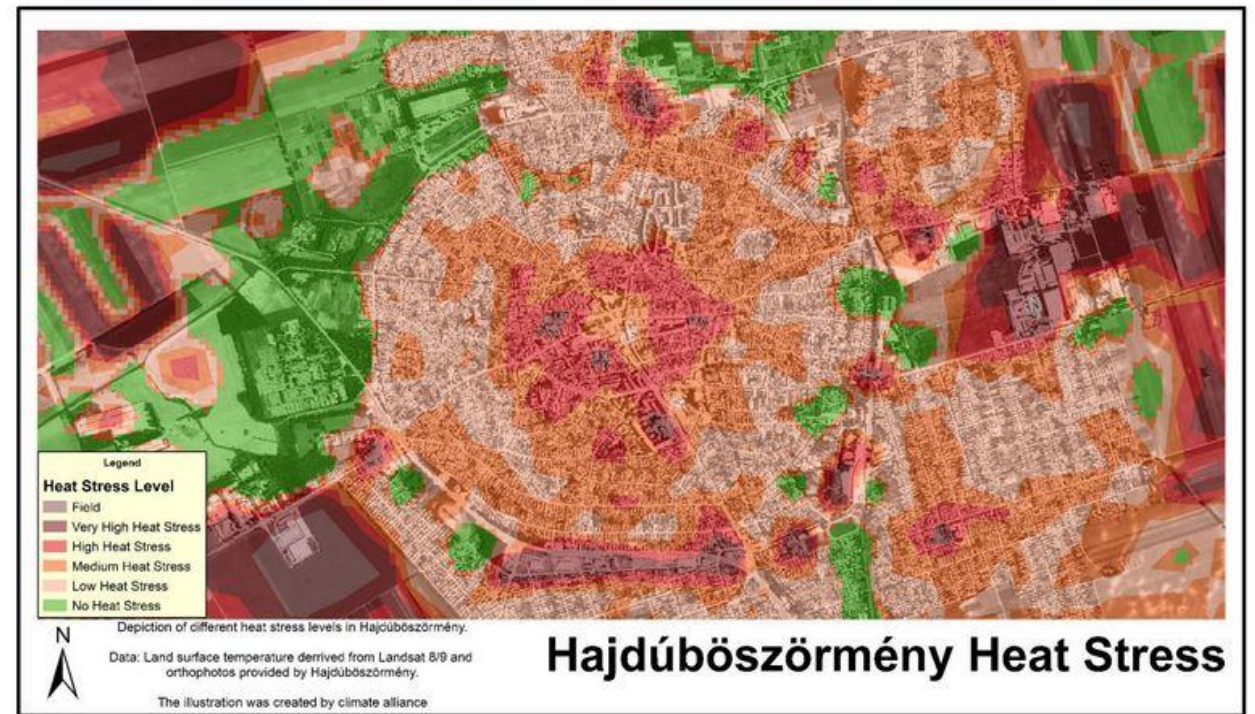 Legend
Heat Stress Level
Field
Very High Heat Stress
High Heat Stress
Medium Heat Stress
Low Heat Stress
No Heat Stress
N
Depiction of different heat stress levels in Hajdúböszörmény.
Data: Land surface temperature derrived from Landsat 8/9 and
orthophotos provided by Hajdúböszörmény.
The illustration was created by climate alliance
Hajdúböszörmény Heat Stress